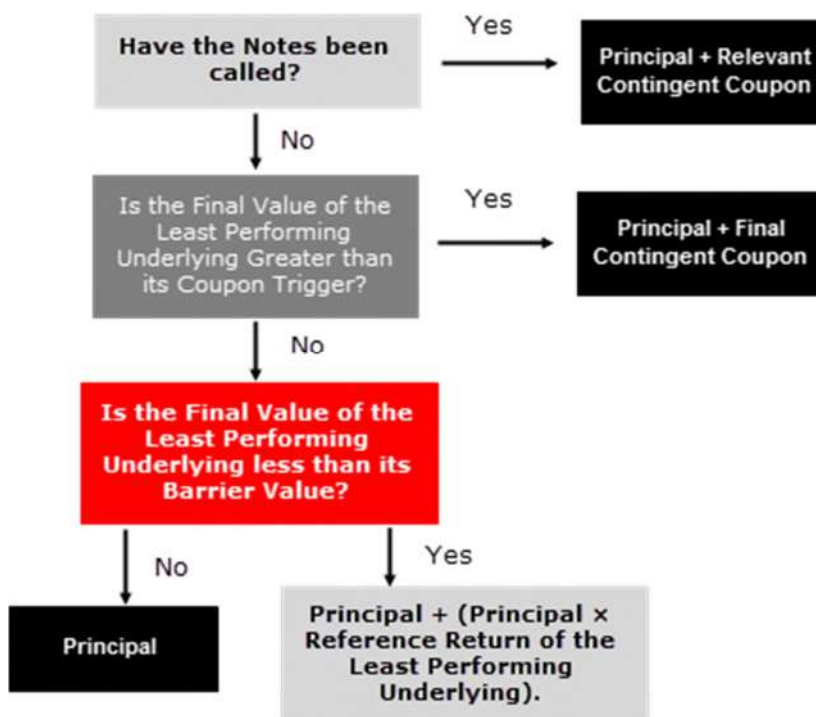 Have the Notes been
called?
Yes
Principal + Relevant
Contingent Coupon
No
Is the Final Value of the
Least Performing
Underlying Greater than
its Coupon Trigger?
Yes
Principal + Final
Contingent Coupon
No
Is the Final Value of the
Least Performing
Underlying less than its
Barrier Value?
No
Yes
Principal
Principal + (Principal ×
Reference Return of the
Least Performing
Underlying).